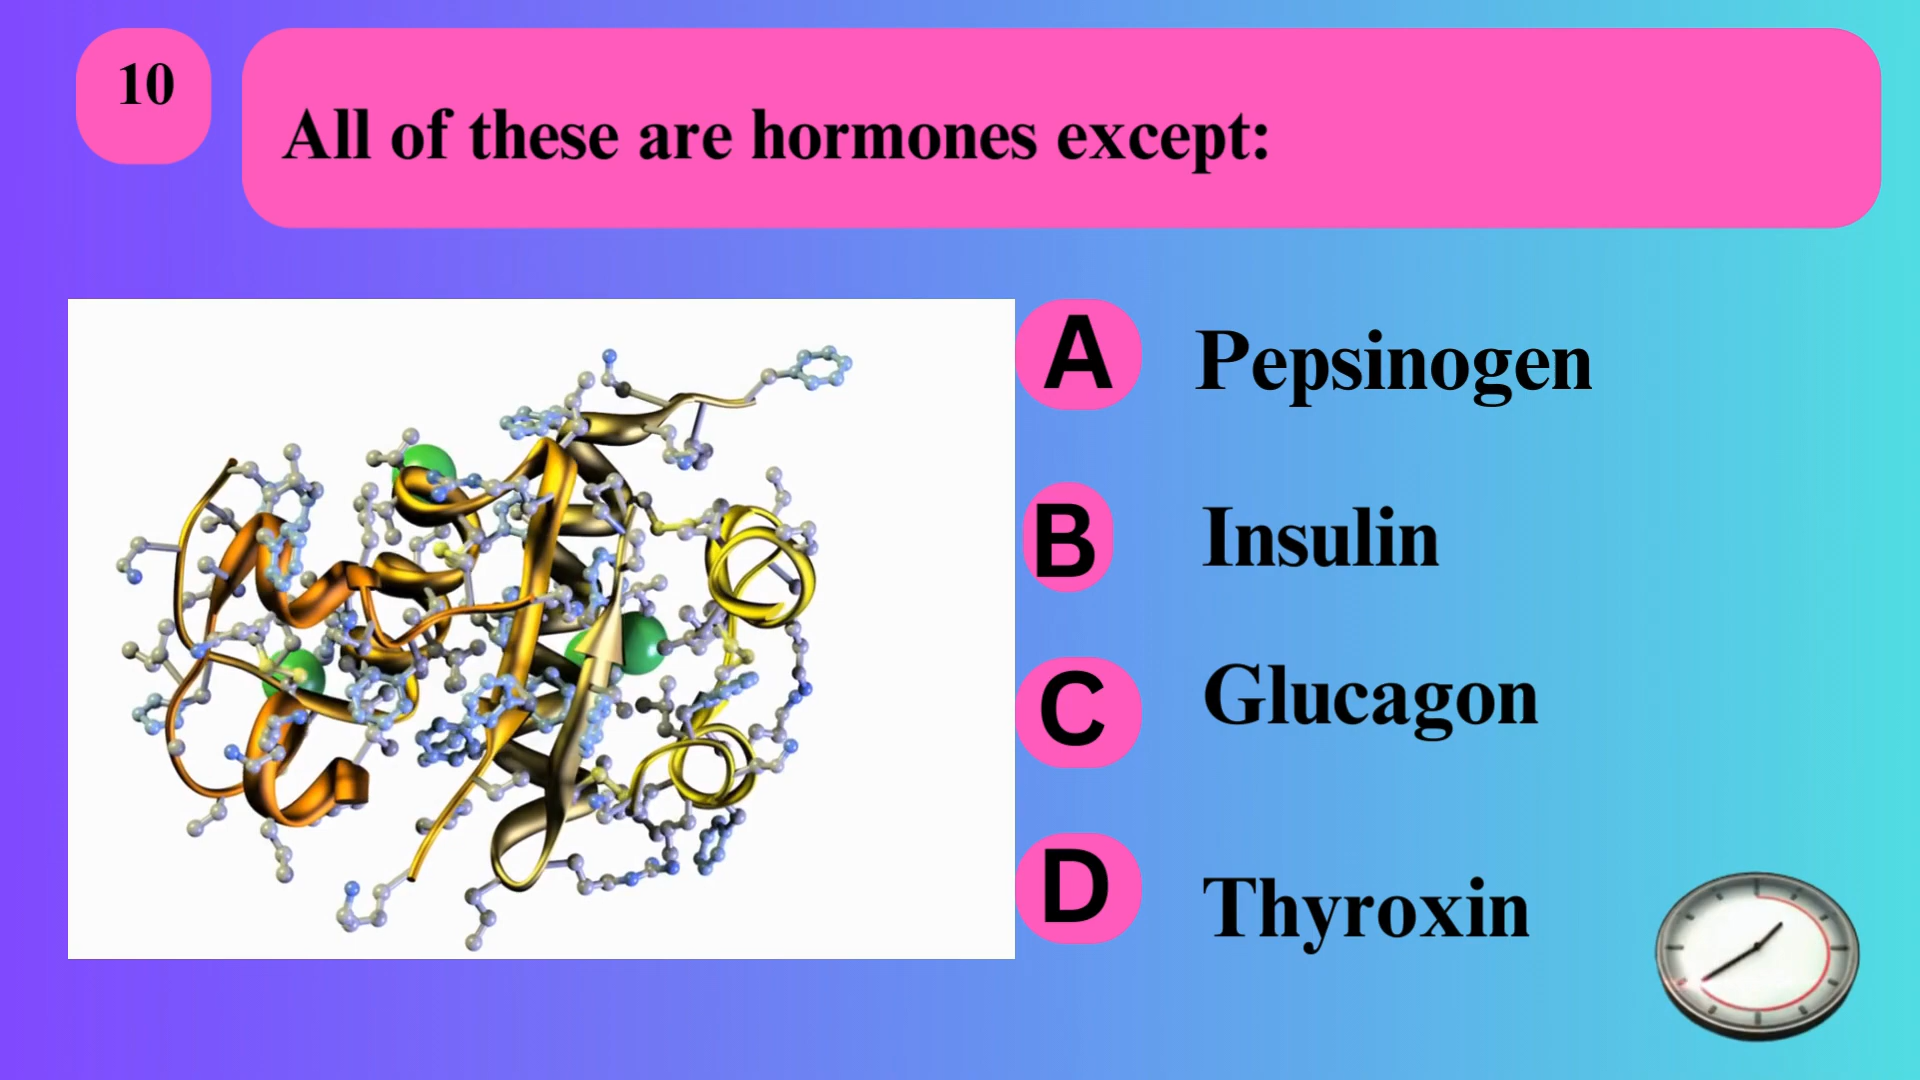 10
All of these are hormones except:
A Pepsinogen
B Insulin
C Glucagon
D Thyroxin